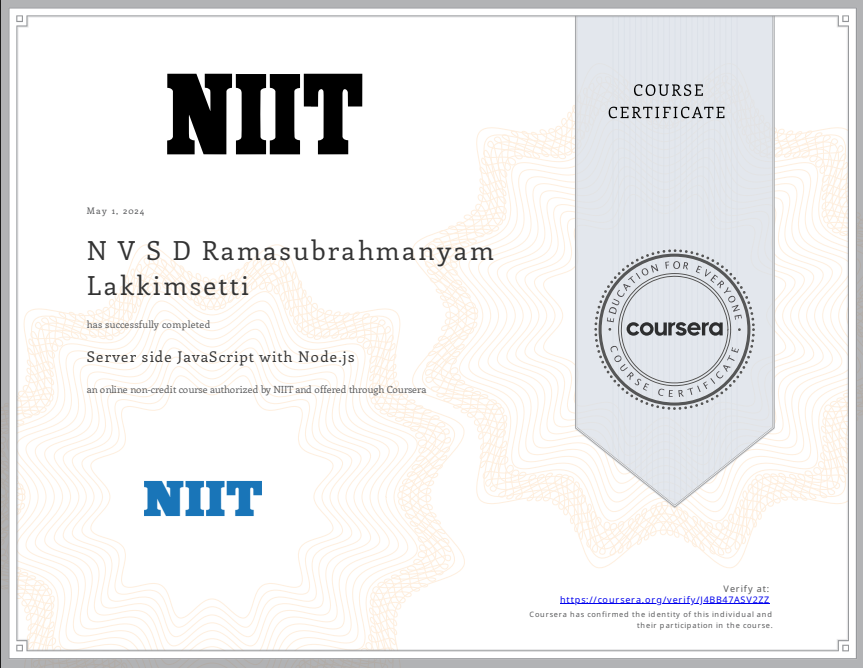 NIIT
COURSE
CERTIFICATE
May 1, 2024
N V S D Ramasubrahmanyam
Lakkimsetti
has successfully completed
Server side JavaScript with Node.js
an online non-credit course authorized by NIIT and offered through Coursera
EDUCATION FOR EVERYONE
coursera
COURSE CERTIFICATE
NIIT
Verify at:
https://coursera.org/verify/J4BB47ASV2ZZ
Coursera has confirmed the identity of this individual and
their participation in the course.